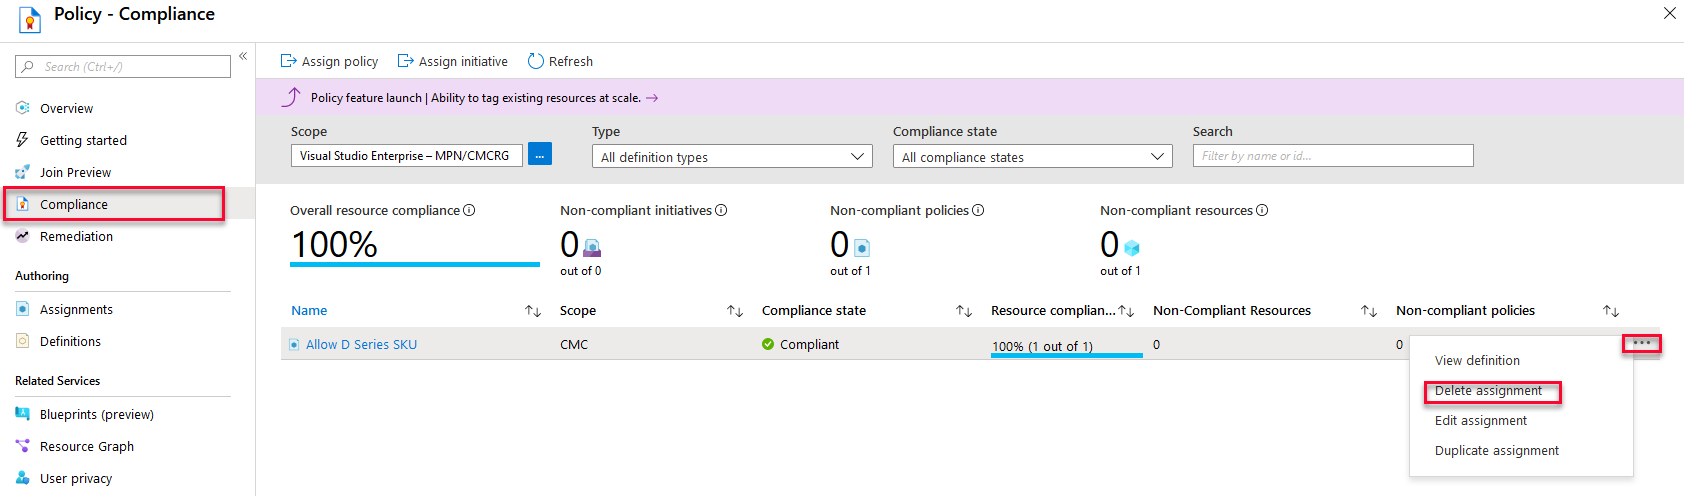 Policy - Compliance
Search (Ctrl+/)
Overview
Getting started
Join Preview
Compliance
Remediation
Authoring
Assignments
Definitions
Related Services
Blueprints (preview)
Resource Graph
User privacy
Assign policy Assign initiative Refresh
Policy feature launch | Ability to tag existing resources at scale. →
Scope Type Compliance state Search
Visual Studio Enterprise – MPN/CMCRG ... All definition types All compliance states Filter by name or id...
Overall resource compliance Non-compliant initiatives Non-compliant policies Non-compliant resources
100% 0 0 0
out of 0 out of 1 out of 1
Name Scope Compliance state Resource complian... Non-Compliant Resources Non-compliant policies
Allow D Series SKU CMC Compliant 100% (1 out of 1) 0 0
View definition
Delete assignment
Edit assignment
Duplicate assignment